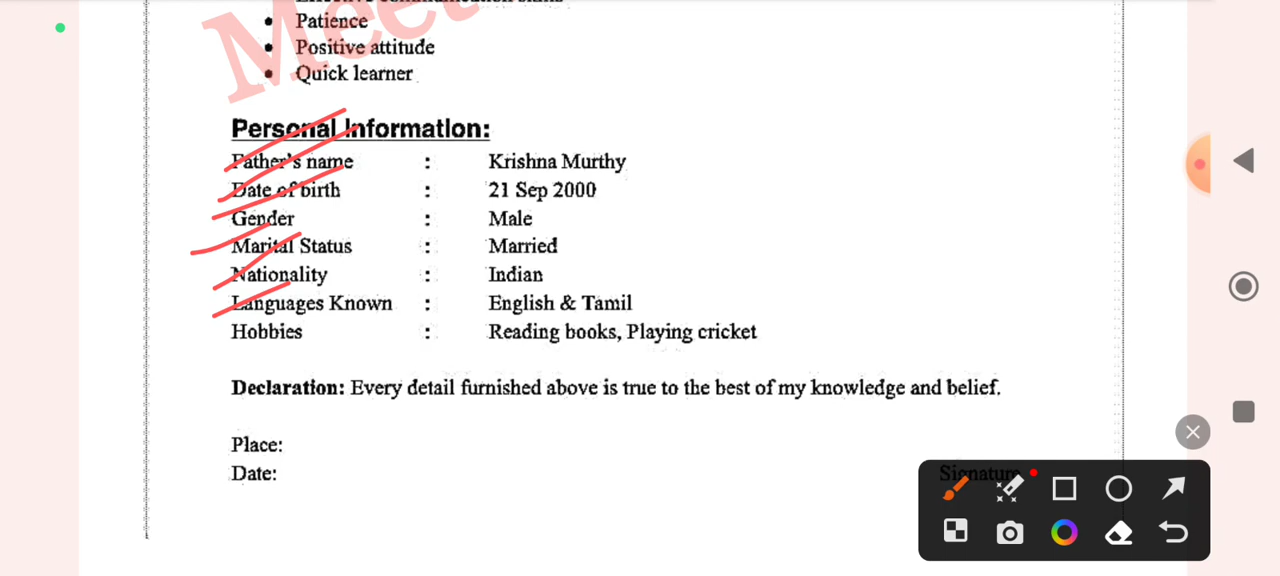 Meet
• Patience
• Positive attitude
• Quick learner
Personal Information:
Father's name : Krishna Murthy
Date of birth : 21 Sep 2000
Gender : Male
Marital Status : Married
Nationality : Indian
Languages Known : English & Tamil
Hobbies : Reading books, Playing cricket
Declaration: Every detail furnished above is true to the best of my knowledge and belief.
Place:
Date:
Signature